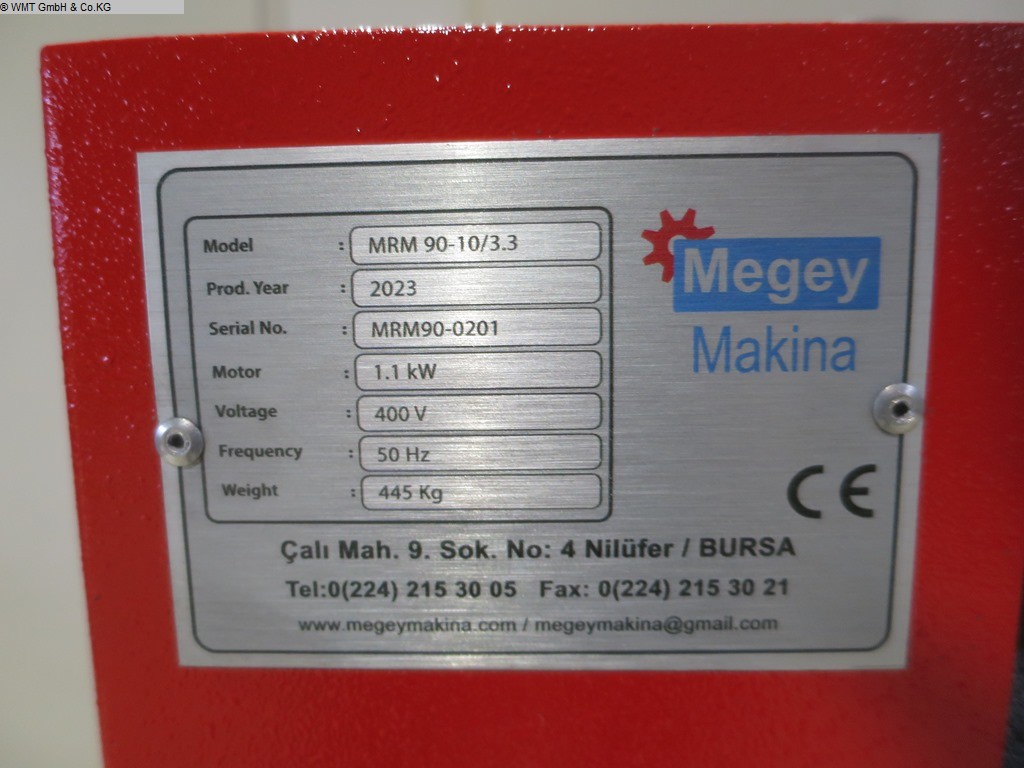 © WMT GmbH & Co.KG
Model : MRM 90-10/3.3
Prod. Year : 2023
Serial No. : MRM90-0201
Motor : 1.1 kW
Voltage : 400 V
Frequency : 50 Hz
Weight : 445 Kg
Megey
Makina
CE
Çalı Mah. 9. Sok. No: 4 Nilüfer / BURSA
Tel:0(224) 215 30 05 Fax: 0(224) 215 30 21
www.megeymakina.com / megeymakina@gmail.com